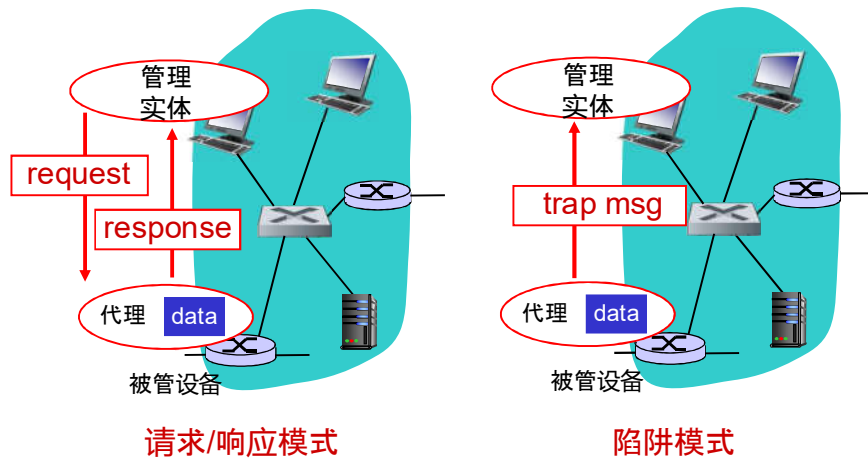 管理
实体
request
response
代理
data
被管设备
请求/响应模式
管理
实体
trap msg
代理
data
被管设备
陷阱模式